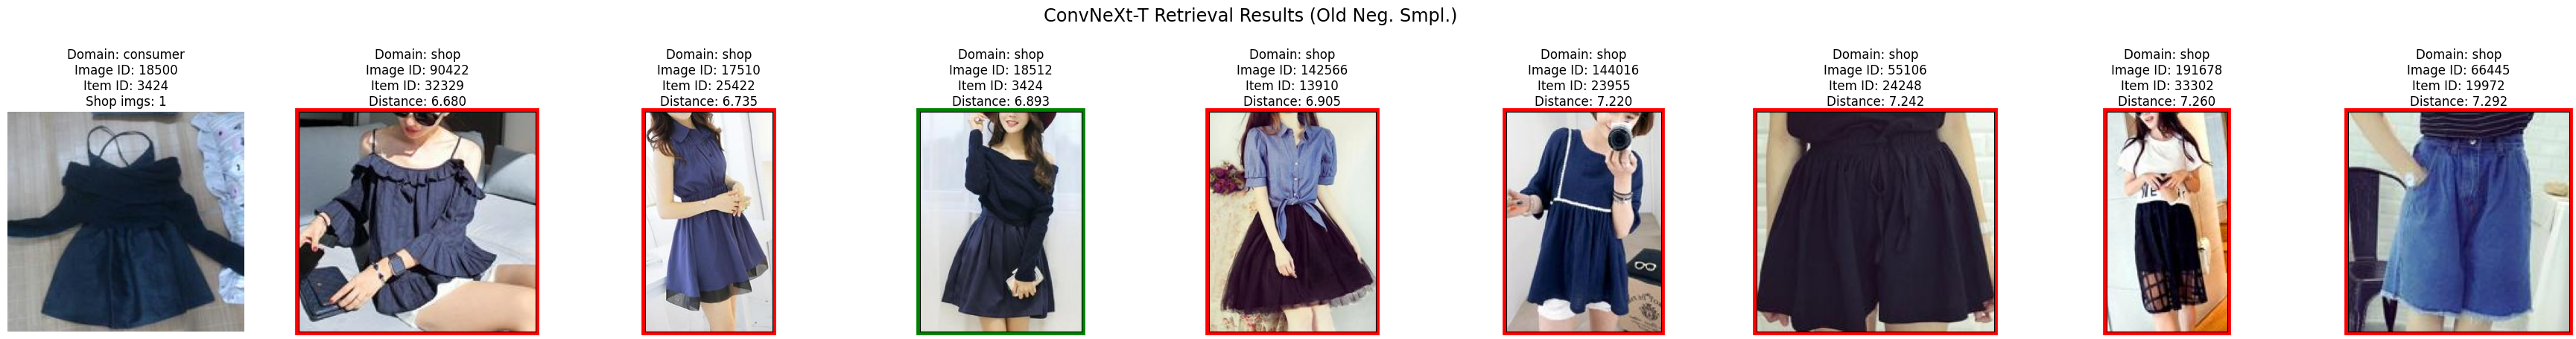 ConvNeXt-T Retrieval Results (Old Neg. Smpl.)
Domain: consumer
Image ID: 18500
Item ID: 3424
Shop imgs: 1
Domain: shop
Image ID: 90422
Item ID: 32329
Distance: 6.680
Domain: shop
Image ID: 17510
Item ID: 25422
Distance: 6.735
Domain: shop
Image ID: 18512
Item ID: 3424
Distance: 6.893
Domain: shop
Image ID: 142566
Item ID: 13910
Distance: 6.905
Domain: shop
Image ID: 144016
Item ID: 23955
Distance: 7.220
Domain: shop
Image ID: 55106
Item ID: 24248
Distance: 7.242
Domain: shop
Image ID: 191678
Item ID: 33302
Distance: 7.260
Domain: shop
Image ID: 66445
Item ID: 19972
Distance: 7.292